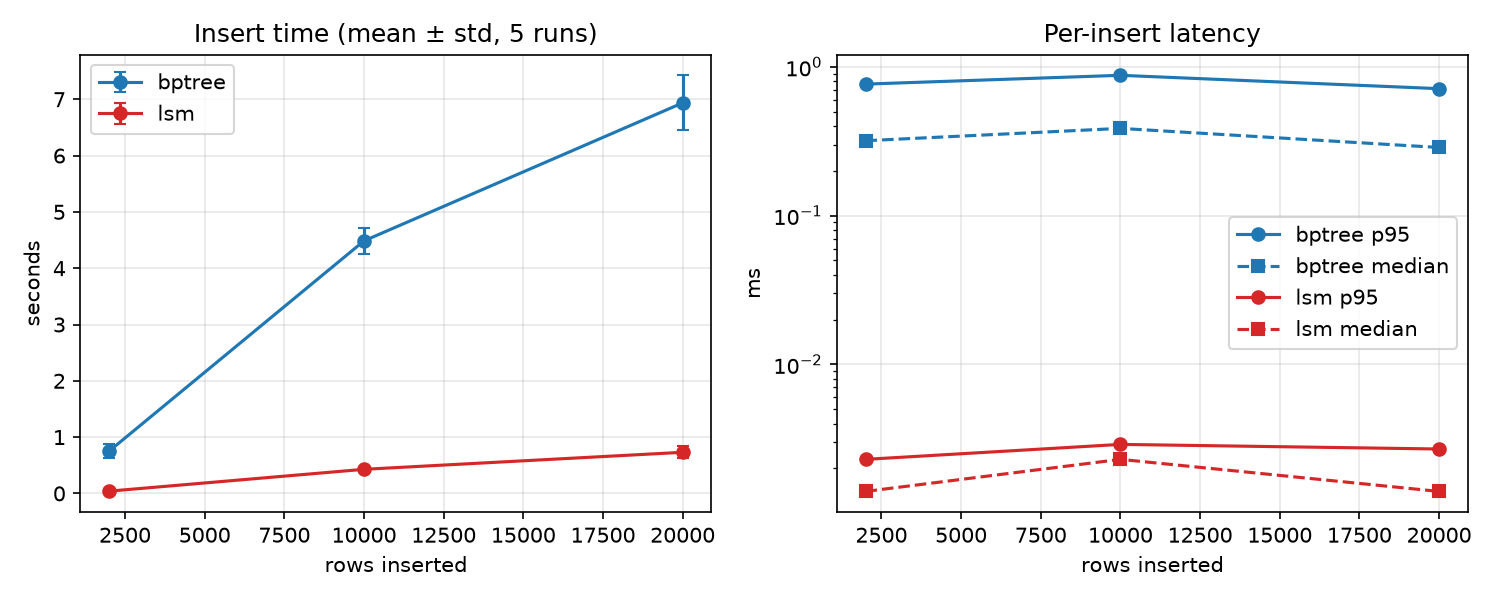 Insert time (mean ± std, 5 runs)
bptree
lsm
7
6
5
4
3
2
1
0
seconds
2500 5000 7500 10000 12500 15000 17500 20000
rows inserted
Per-insert latency
10⁰
10⁻¹
10⁻²
ms
bptree p95
bptree median
lsm p95
lsm median
2500 5000 7500 10000 12500 15000 17500 20000
rows inserted